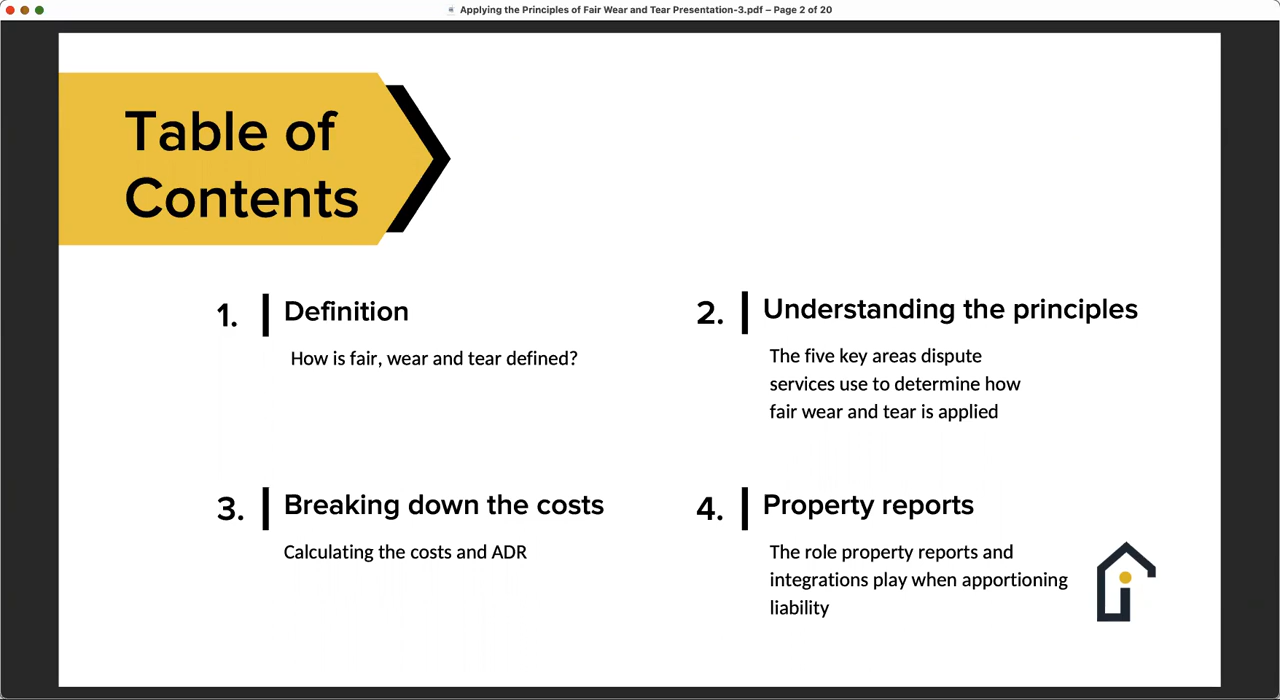 Applying the Principles of Fair Wear and Tear Presentation-3.pdf – Page 2 of 20
Table of
Contents
1.
Definition
How is fair, wear and tear defined?
2.
Understanding the principles
The five key areas dispute
services use to determine how
fair wear and tear is applied
3.
Breaking down the costs
Calculating the costs and ADR
4.
Property reports
The role property reports and
integrations play when apportioning
liability